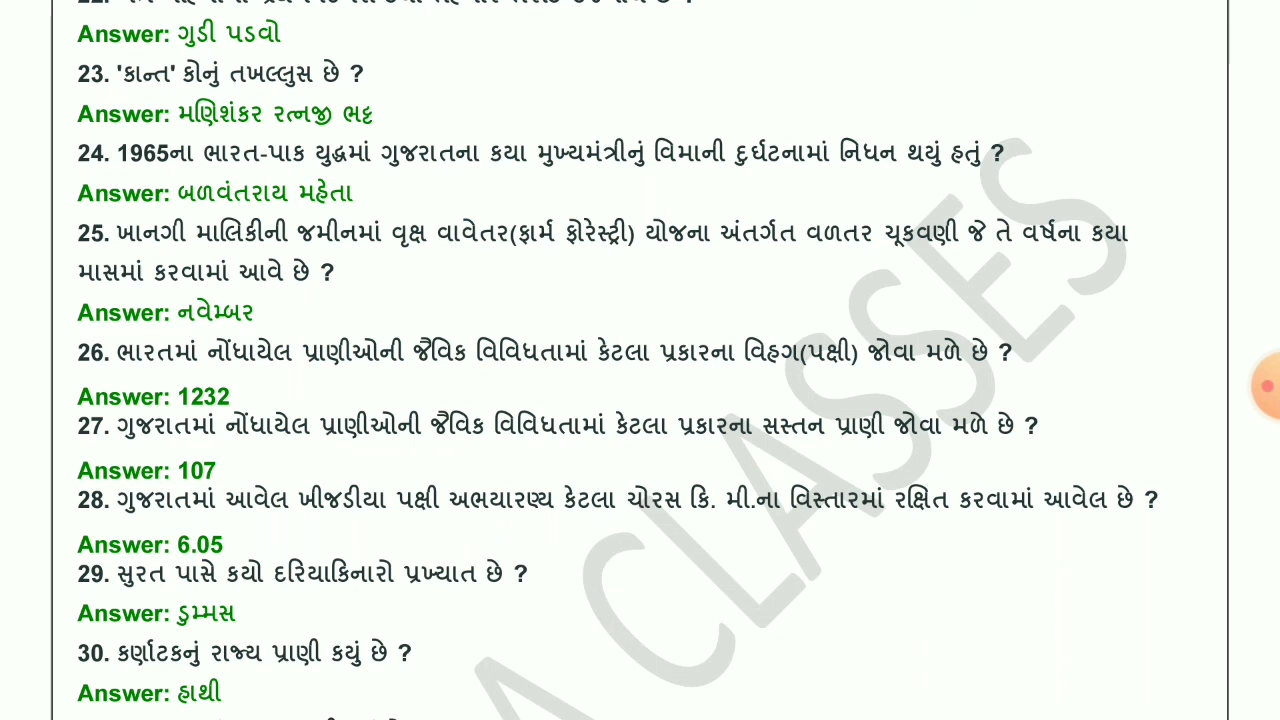 Answer: ગુડી પડવો
23. 'કાન્ત' કોનું તખલ્લુસ છે ?
Answer: મણિશંકર રત્નજી ભટ્ટ
24. 1965ના ભારત-પાક યુદ્ધમાં ગુજરાતના કયા મુખ્યમંત્રીનું વિમાની દુર્ઘટનામાં નિધન થયું હતું ?
Answer: બળવંતરાય મહેતા
25. ખાનગી માલિકીની જમીનમાં વૃક્ષ વાવેતર(ફાર્મ ફોરેસ્ટ્રી) યોજના અંતર્ગત વળતર ચૂકવણી જે તે વર્ષના કયા
માસમાં કરવામાં આવે છે ?
Answer: નવેમ્બર
26. ભારતમાં નોંધાયેલ પ્રાણીઓની જૈવિક વિવિધતામાં કેટલા પ્રકારના વિહગ(પક્ષી) જોવા મળે છે ?
Answer: 1232
27. ગુજરાતમાં નોંધાયેલ પ્રાણીઓની જૈવિક વિવિધતામાં કેટલા પ્રકારના સસ્તન પ્રાણી જોવા મળે છે ?
Answer: 107
28. ગુજરાતમાં આવેલ ખીજડીયા પક્ષી અભયારણ્ય કેટલા ચોરસ કિ. મી.ના વિસ્તારમાં રક્ષિત કરવામાં આવેલ છે ?
Answer: 6.05
29. સુરત પાસે કયો દરિયાકિનારો પ્રખ્યાત છે ?
Answer: ડુમ્મસ
30. કર્ણાટકનું રાજ્ય પ્રાણી કયું છે ?
Answer: હાથી
A CLASSES